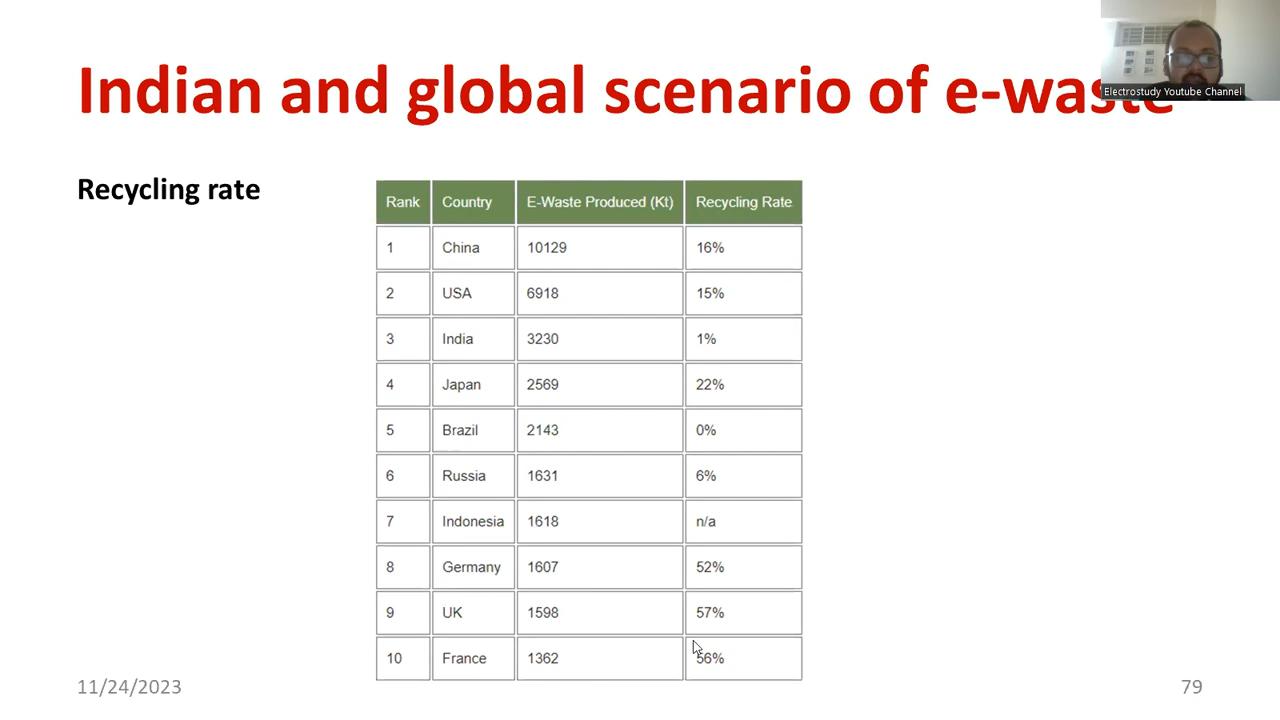 Indian and global scenario of e-waste
Electrostudy Youtube Channel
Recycling rate
Rank Country E-Waste Produced (Kt) Recycling Rate
1 China 10129 16%
2 USA 6918 15%
3 India 3230 1%
4 Japan 2569 22%
5 Brazil 2143 0%
6 Russia 1631 6%
7 Indonesia 1618 n/a
8 Germany 1607 52%
9 UK 1598 57%
10 France 1362 56%
11/24/2023 79